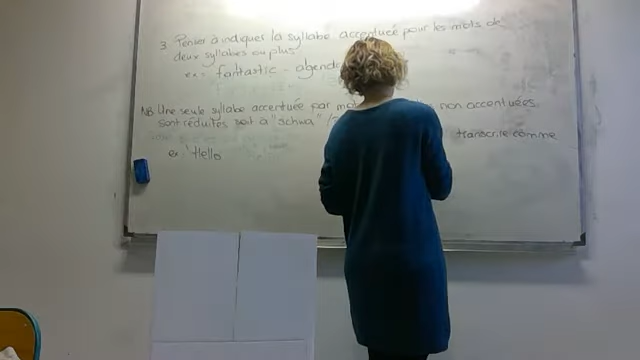 3. Penser à indiquer la syllabe accentuée pour les mots de
deux syllabes ou plus
ex: fantastic - agenda
NB Une seule syllabe accentuée par mot non accentuées
sont réduites soit à "schwa"
transcrite comme
ex: 'Hello